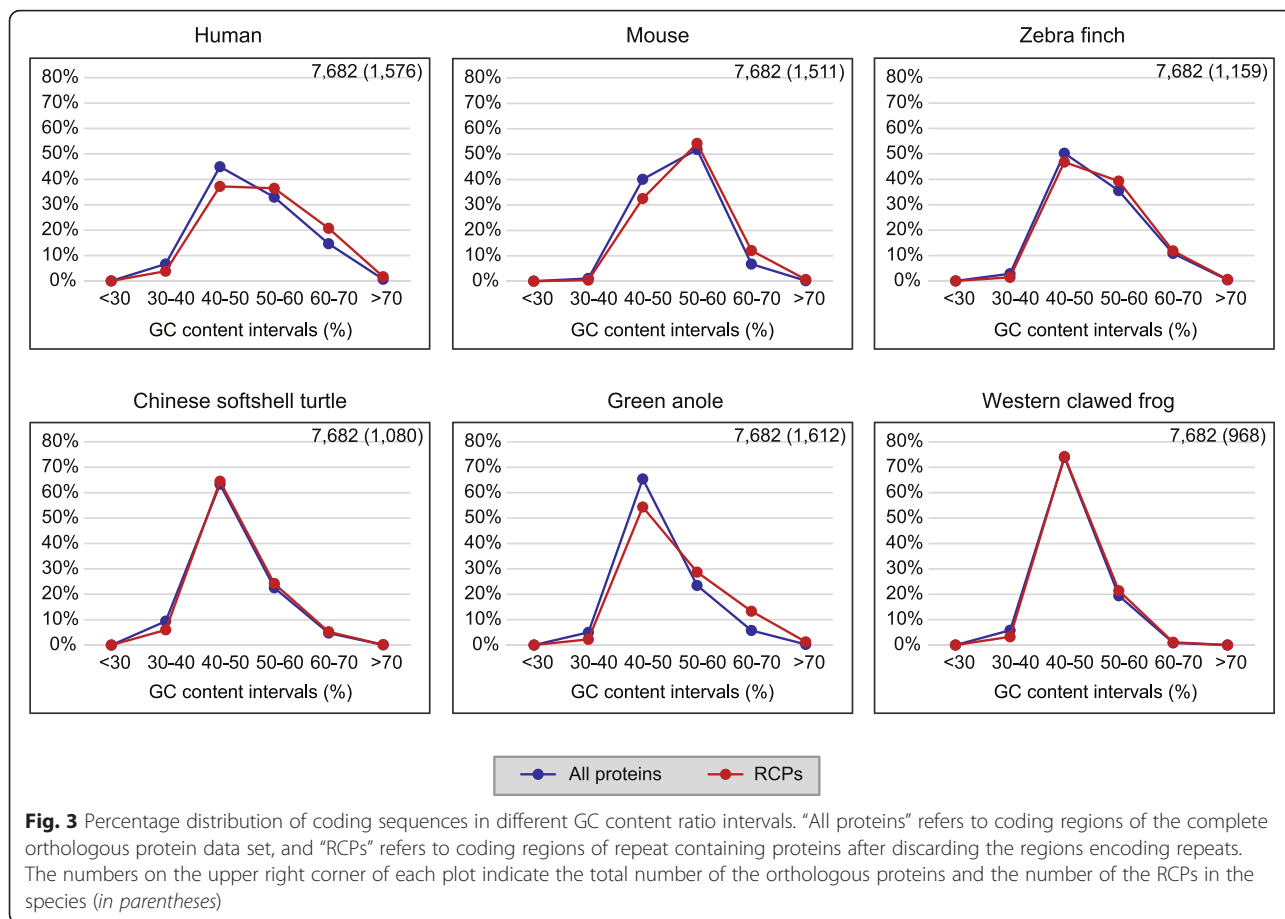 Human
7,682 (1,576)
80%
70%
60%
50%
40%
30%
20%
10%
0%
<30 30-40 40-50 50-60 60-70 >70
GC content intervals (%)
Mouse
7,682 (1,511)
80%
70%
60%
50%
40%
30%
20%
10%
0%
<30 30-40 40-50 50-60 60-70 >70
GC content intervals (%)
Zebra finch
7,682 (1,159)
80%
70%
60%
50%
40%
30%
20%
10%
0%
<30 30-40 40-50 50-60 60-70 >70
GC content intervals (%)
Chinese softshell turtle
7,682 (1,080)
80%
70%
60%
50%
40%
30%
20%
10%
0%
<30 30-40 40-50 50-60 60-70 >70
GC content intervals (%)
Green anole
7,682 (1,612)
80%
70%
60%
50%
40%
30%
20%
10%
0%
<30 30-40 40-50 50-60 60-70 >70
GC content intervals (%)
Western clawed frog
7,682 (968)
80%
70%
60%
50%
40%
30%
20%
10%
0%
<30 30-40 40-50 50-60 60-70 >70
GC content intervals (%)
All proteins RCPs
Fig. 3 Percentage distribution of coding sequences in different GC content ratio intervals. "All proteins" refers to coding regions of the complete
orthologous protein data set, and "RCPs" refers to coding regions of repeat containing proteins after discarding the regions encoding repeats.
The numbers on the upper right corner of each plot indicate the total number of the orthologous proteins and the number of the RCPs in the
species (in parentheses)